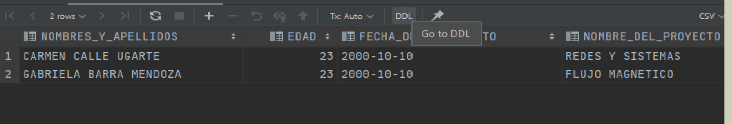 2 rows Tx: Auto DDL CSV
NOMBRES_Y_APELLIDOS EDAD FECHA_D TO NOMBRE_DEL_PROYECTO
Go to DDL
1 CARMEN CALLE UGARTE 23 2000-10-10 REDES Y SISTEMAS
2 GABRIELA BARRA MENDOZA 23 2000-10-10 FLUJO MAGNETICO